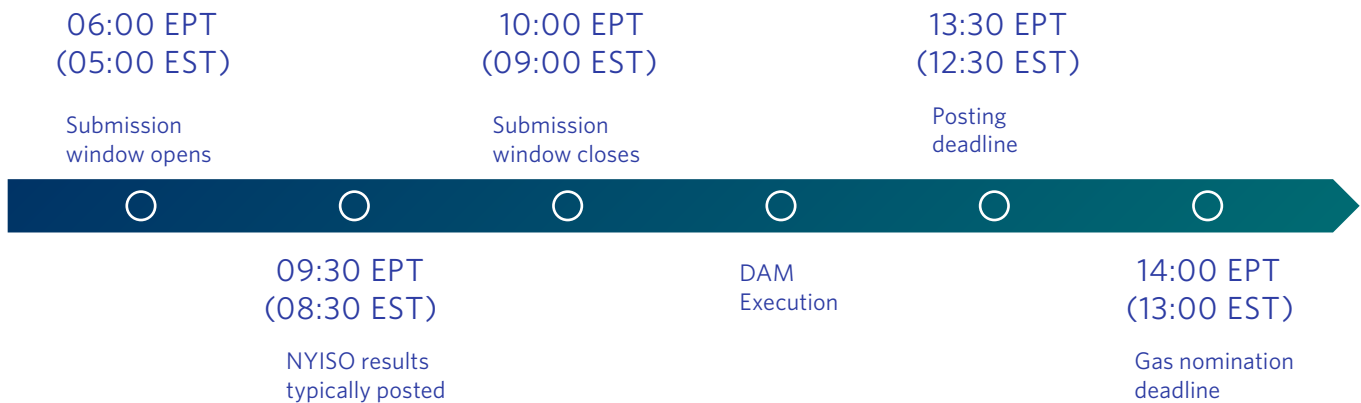 06:00 EPT
(05:00 EST)
Submission
window opens
09:30 EPT
(08:30 EST)
NYISO results
typically posted
10:00 EPT
(09:00 EST)
Submission
window closes
DAM
Execution
13:30 EPT
(12:30 EST)
Posting
deadline
14:00 EPT
(13:00 EST)
Gas nomination
deadline